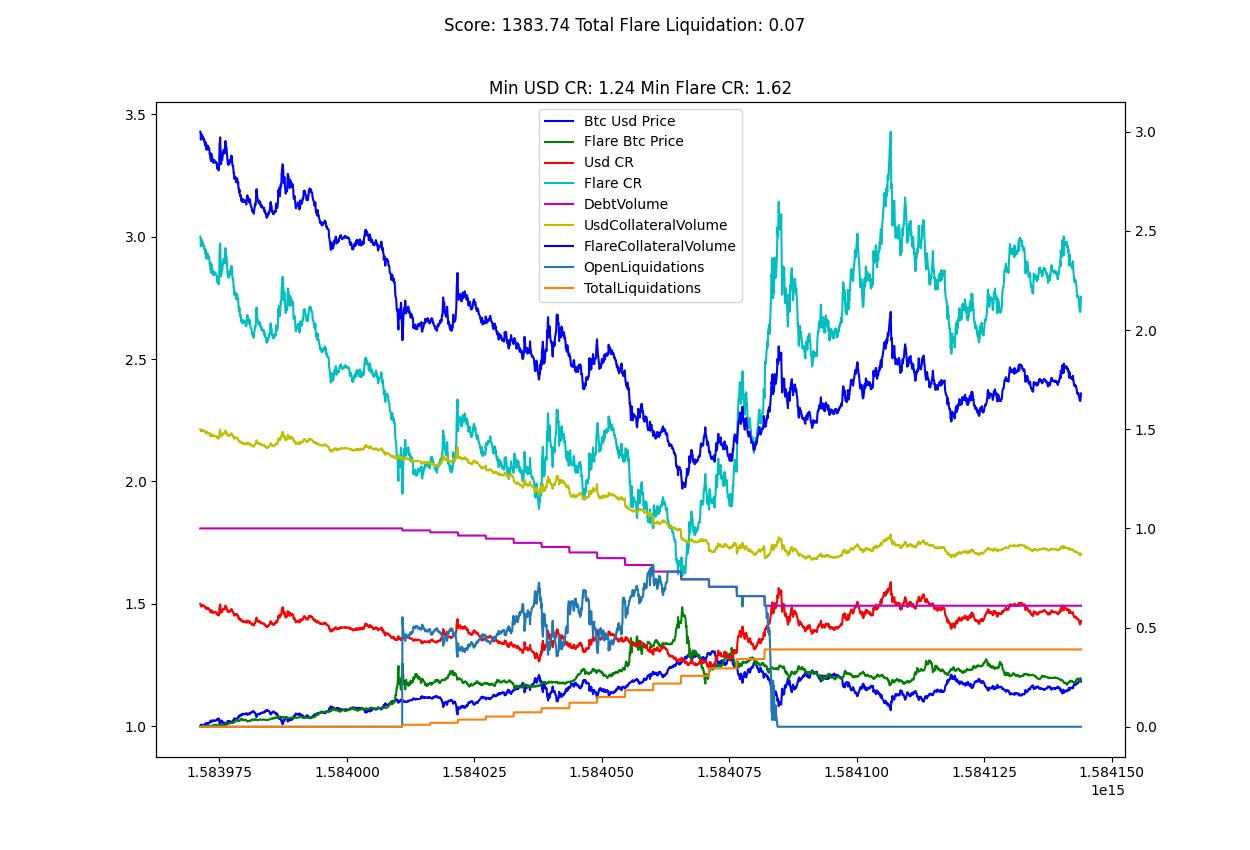 Score: 1383.74 Total Flare Liquidation: 0.07
Min USD CR: 1.24 Min Flare CR: 1.62
3.5
3.0
2.5
2.0
1.5
1.0
Btc Usd Price
Flare Btc Price
Usd CR
Flare CR
DebtVolume
UsdCollateralVolume
FlareCollateralVolume
OpenLiquidations
TotalLiquidations
3.0
2.5
2.0
1.5
1.0
0.5
0.0
1.583975 1.584000 1.584025 1.584050 1.584075 1.584100 1.584125 1.584150
1e15